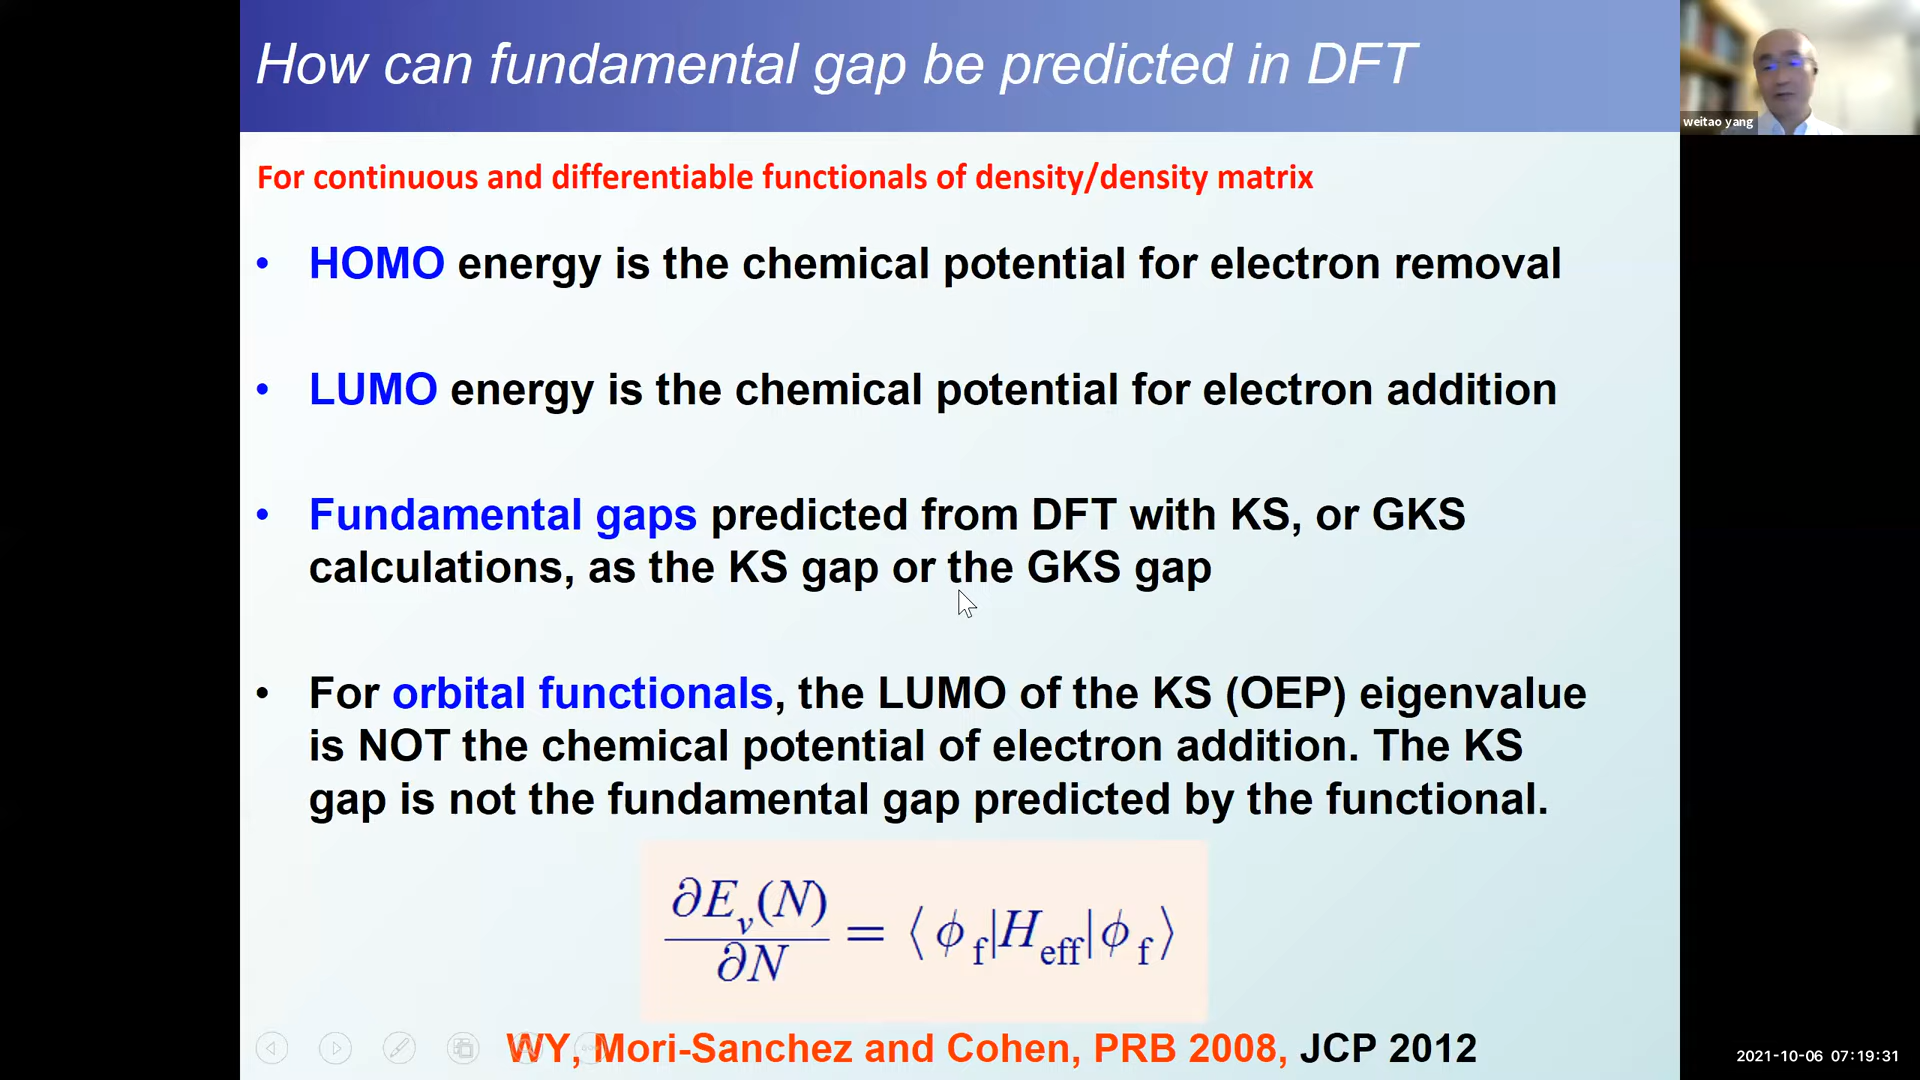 How can fundamental gap be predicted in DFT
weitao yang
For continuous and differentiable functionals of density/density matrix
• HOMO energy is the chemical potential for electron removal
• LUMO energy is the chemical potential for electron addition
• Fundamental gaps predicted from DFT with KS, or GKS
calculations, as the KS gap or the GKS gap
• For orbital functionals, the LUMO of the KS (OEP) eigenvalue
is NOT the chemical potential of electron addition. The KS
gap is not the fundamental gap predicted by the functional.
∂E_v(N)/∂N = ⟨ϕ_f|H_eff|ϕ_f⟩
WY, Mori-Sanchez and Cohen, PRB 2008, JCP 2012
2021-10-06 07:19:31